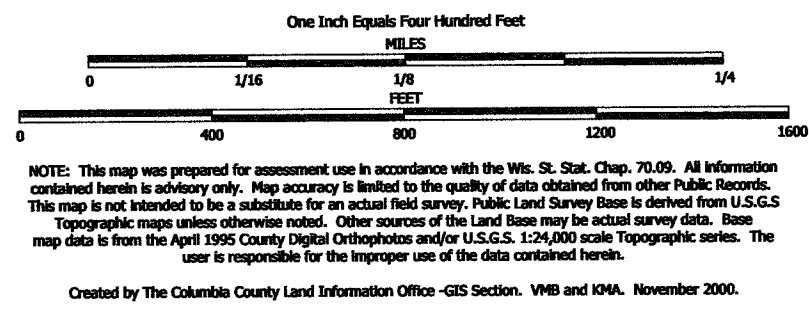 One Inch Equals Four Hundred Feet
MILES
0 1/16 1/8 1/4
FEET
0 400 800 1200 1600
NOTE: This map was prepared for assessment use in accordance with the Wis. St. Stat. Chap. 70.09. All information
contained herein is advisory only. Map accuracy is limited to the quality of data obtained from other Public Records.
This map is not intended to be a substitute for an actual field survey. Public Land Survey Base is derived from U.S.G.S
Topographic maps unless otherwise noted. Other sources of the Land Base may be actual survey data. Base
map data is from the April 1995 County Digital Orthophotos and/or U.S.G.S. 1:24,000 scale Topographic series. The
user is responsible for the improper use of the data contained herein.
Created by The Columbia County Land Information Office -GIS Section. VMB and KMA. November 2000.